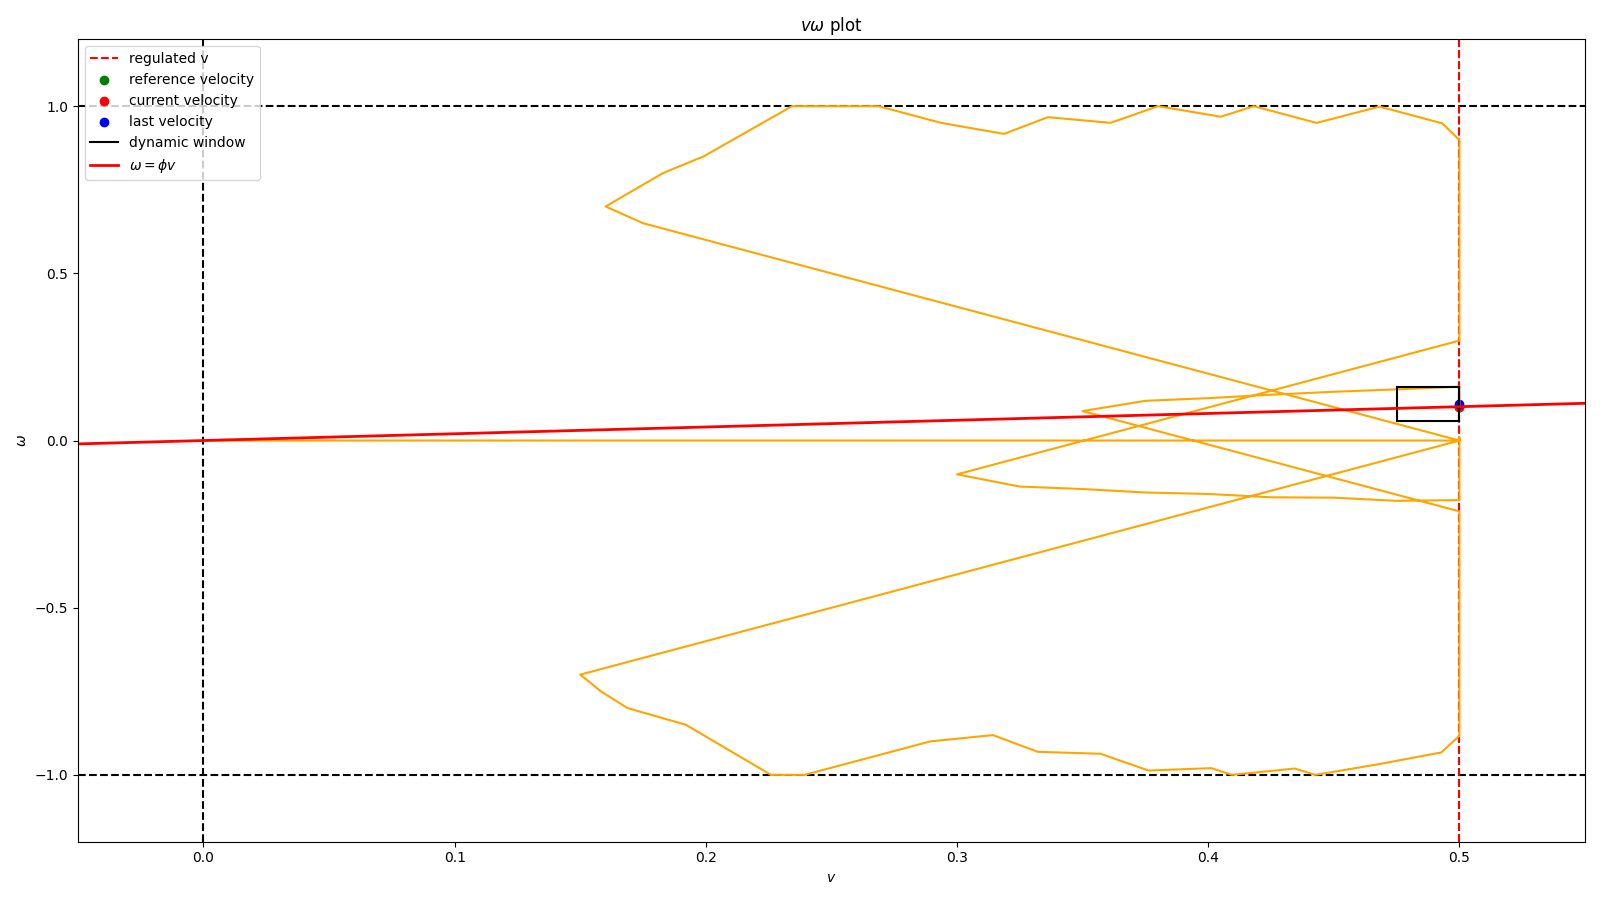 vω plot
regulated v
reference velocity
current velocity
last velocity
dynamic window
ω = ϕv
1.0
0.5
0.0
−0.5
−1.0
ω
0.0 0.1 0.2 0.3 0.4 0.5
v